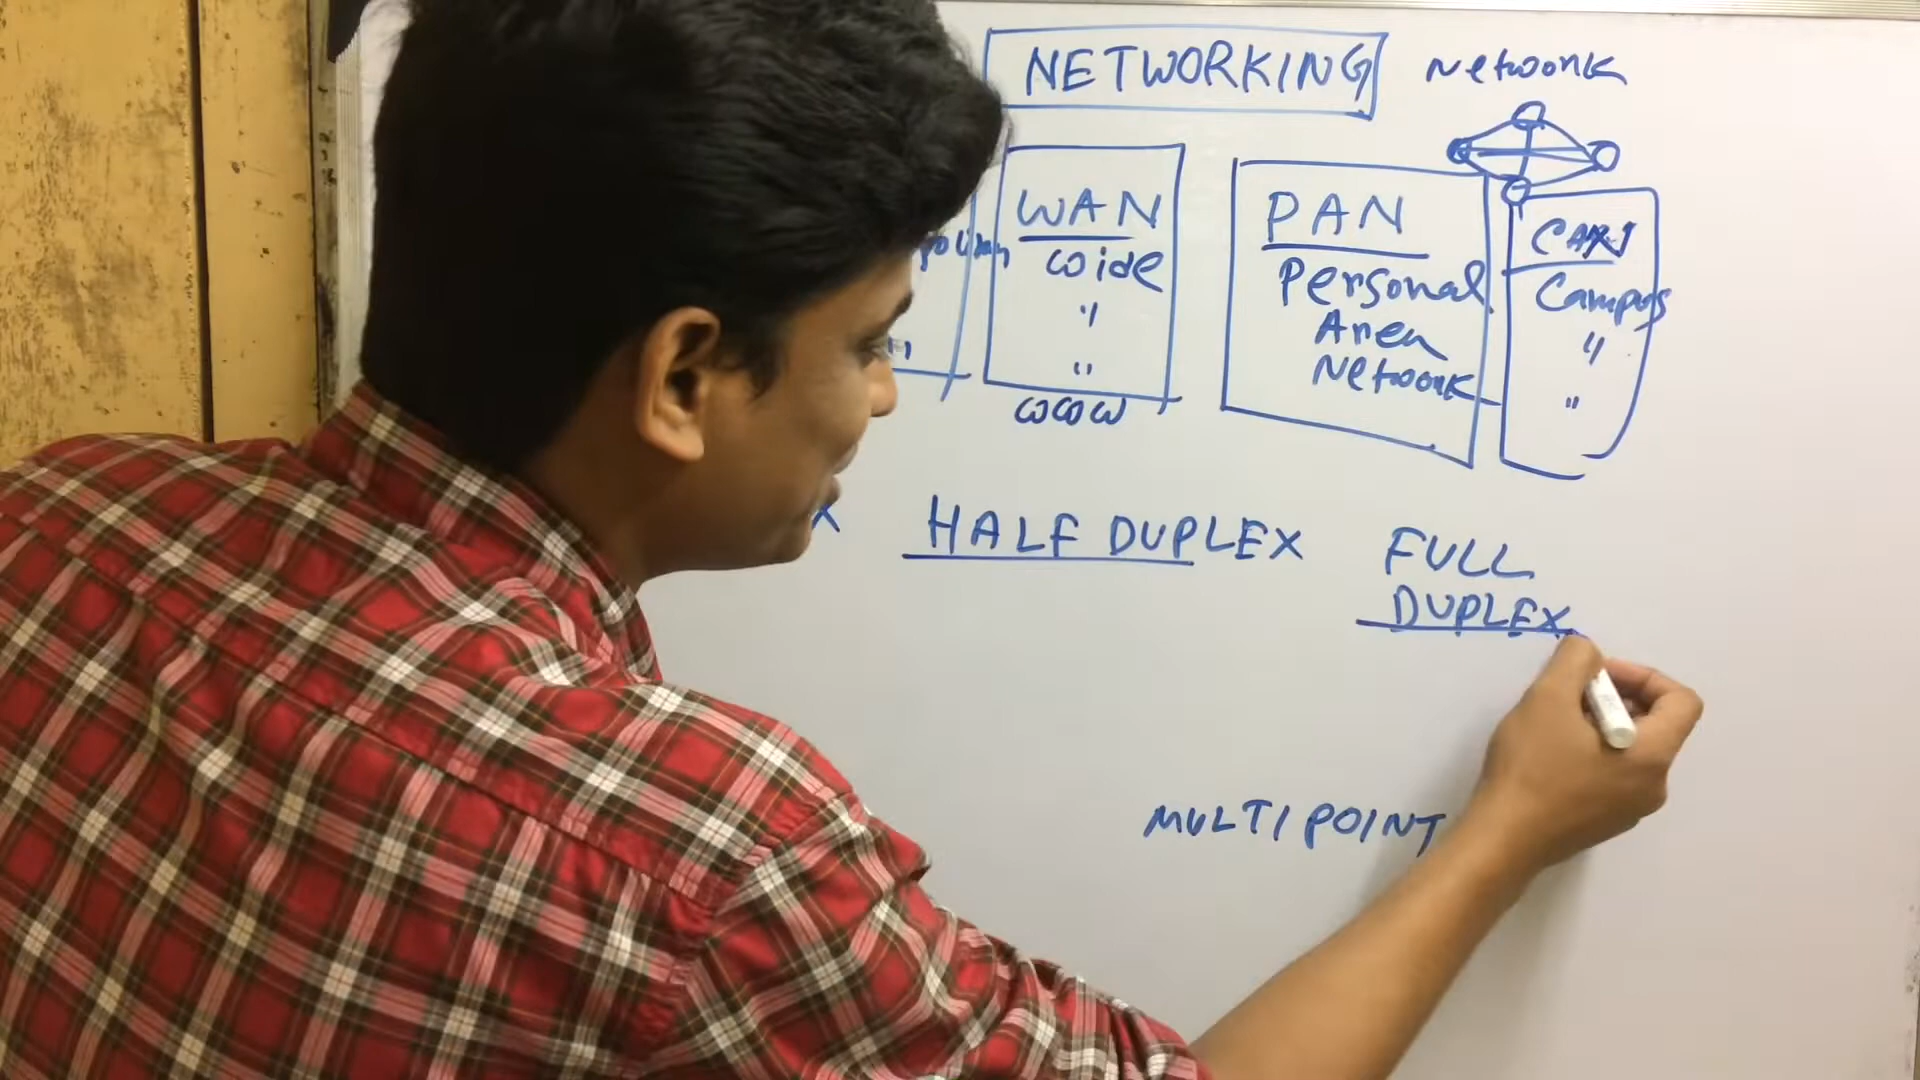 NETWORKING
Network
WAN
wide
"
"
WWW
PAN
Personal
Area
Network
CAN
Campus
"
"
"
X
HALF DUPLEX
FULL
DUPLEX
MULTIPOINT